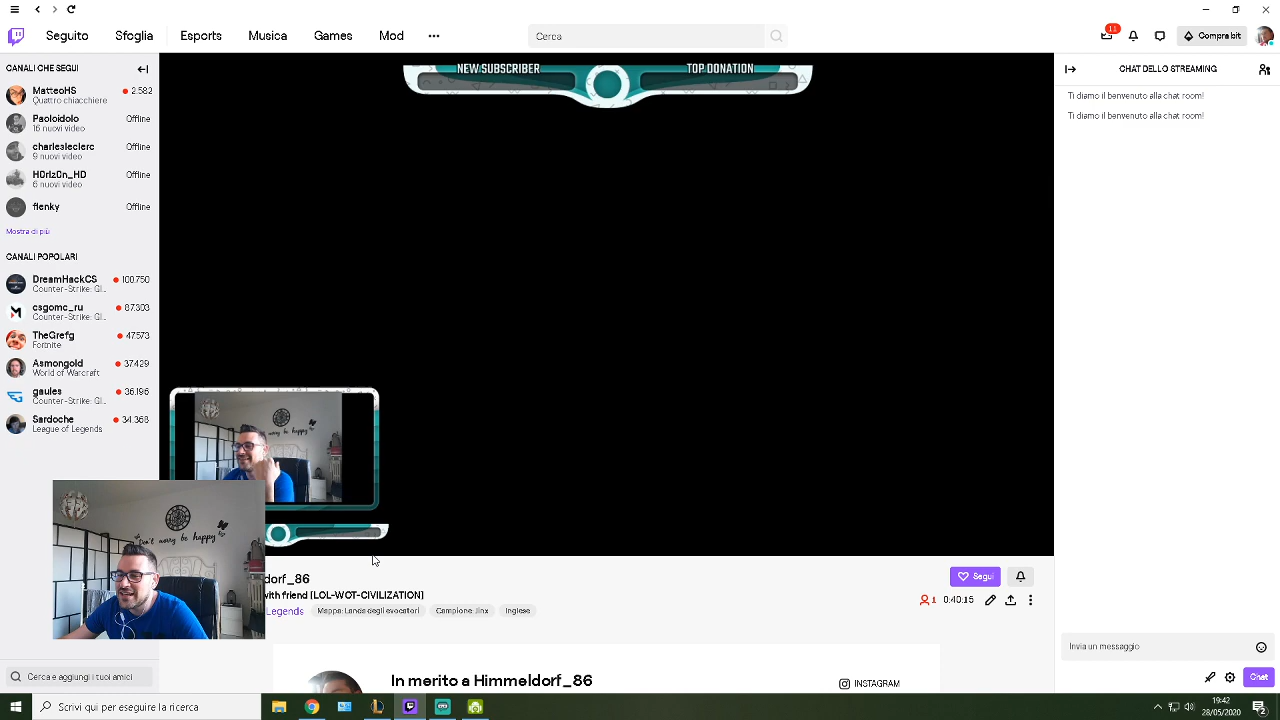 Seguito
Sfoglia
Esports
Musica
Games
Mod
Cerca
11
Compra bit
CANALI CHE SEGUI
MatteoHS 2.582
Quattro chiacchiere
Paoloidolo Offline
16 nuovi video
charlesleclerc Offline
9 nuovi video
H0rIz0n_HD Offline
6 nuovi video
flenky Offline
Mostra di più
CANALI POPOLARI
DreamHackCS 100.750
Counter-Strike: Gl...
csgomc_ru 87.303
Counter-Strike: Gl...
TheGrefg 47.573
Fortnite
Asmongold 37.429
World of Warcraft
gaules 36.196
Counter-Strike: Gl...
Sardoche 34.368
League of Legends
Cerca e aggiungi i tuoi amici
NEW SUBSCRIBER
TOP DONATION
Don't worry be happy
dorf_86
with friend [LOL-WOT-CIVILIZATION]
Legends
Mappa: Landa degli evocatori
Campione: Jinx
Inglese
Segui
1
0:40:15
In merito a Himmeldorf_86
INSTAGRAM
CHAT DELLO STREAMING
Ti diamo il benvenuto alla chat room!
Ti diamo il benvenuto alla chat room!
Invia un messaggio
Chat
Scrivi qui per eseguire la ricerca
19:42
28/05/2020